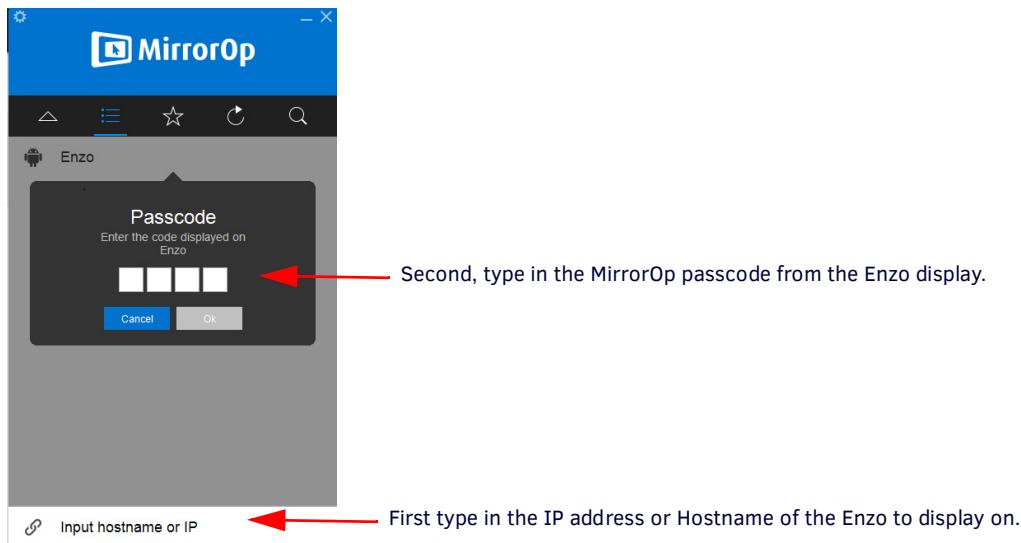 MirrorOp
Enzo
Passcode
Enter the code displayed on
Enzo
Second, type in the MirrorOp passcode from the Enzo display.
Cancel
Ok
Input hostname or IP
First type in the IP address or Hostname of the Enzo to display on.